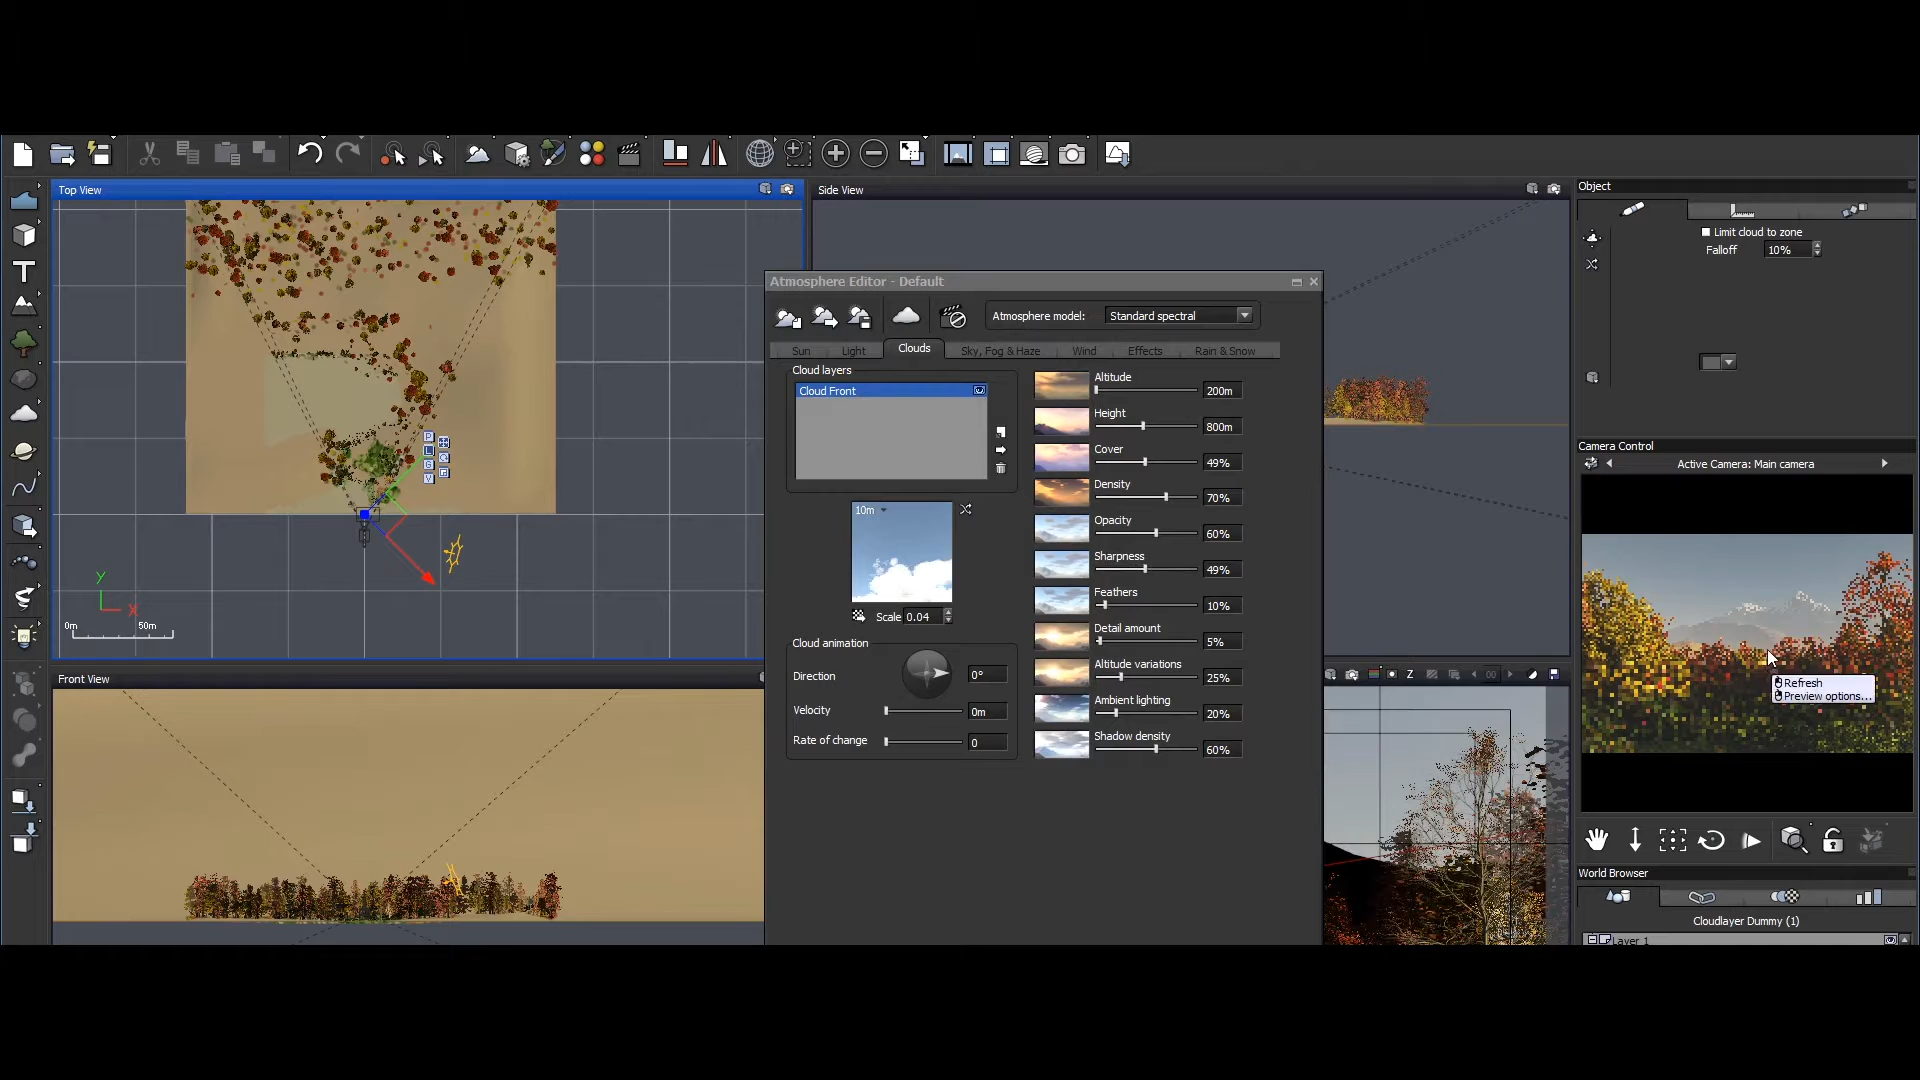 Top View
Side View
Object
Limit cloud to zone
Falloff 10%
Atmosphere Editor - Default
Atmosphere model: Standard spectral
Sun Light Clouds Sky, Fog & Haze Wind Effects Rain & Snow
Cloud layers
Cloud Front
Altitude 200m
Height 800m
Cover 49%
Density 70%
Opacity 60%
Sharpness 49%
Feathers 10%
Detail amount 5%
Altitude variations 25%
Ambient lighting 20%
Shadow density 60%
10m
Scale 0.04
Cloud animation
Direction 0°
Velocity 0m
Rate of change 0
P
L
G
V
Y
X
0m 50m
Front View
Z
00
Camera Control
Active Camera: Main camera
Refresh
Preview options...
World Browser
Cloudlayer Dummy (1)
Layer 1